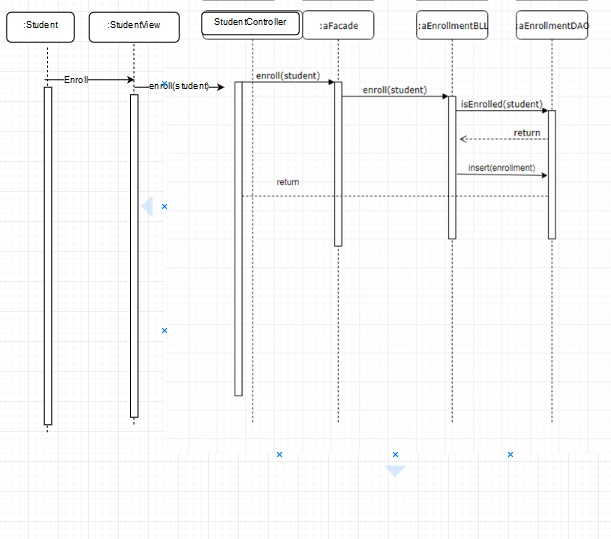 :Student
:StudentView
StudentController
:aFacade
:aEnrollmentBLL
:aEnrollmentDAO
Enroll
enroll(student)
enroll(student)
enroll(student)
isEnrolled(student)
return
insert(enrollment)
return